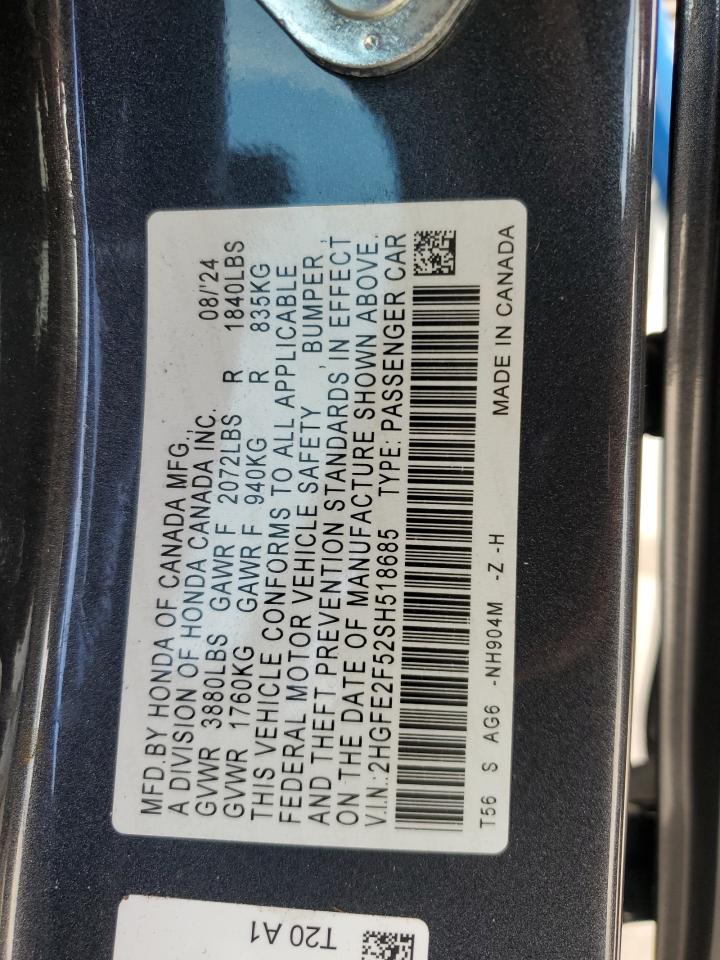 MFD.BY HONDA OF CANADA MFG.,
A DIVISION OF HONDA CANADA INC. 08/'24
GVWR 3880LBS GAWR F 2072LBS R 1840LBS
GVWR 1760KG GAWR F 940KG R 835KG
THIS VEHICLE CONFORMS TO ALL APPLICABLE
FEDERAL MOTOR VEHICLE SAFETY , BUMPER ,
AND THEFT PREVENTION STANDARDS IN EFFECT
ON THE DATE OF MANUFACTURE SHOWN ABOVE.
V.I.N.:2HGFE2F52SH518685 TYPE: PASSENGER CAR
T56 S AG6 -NH904M -Z -H MADE IN CANADA
T20 A1